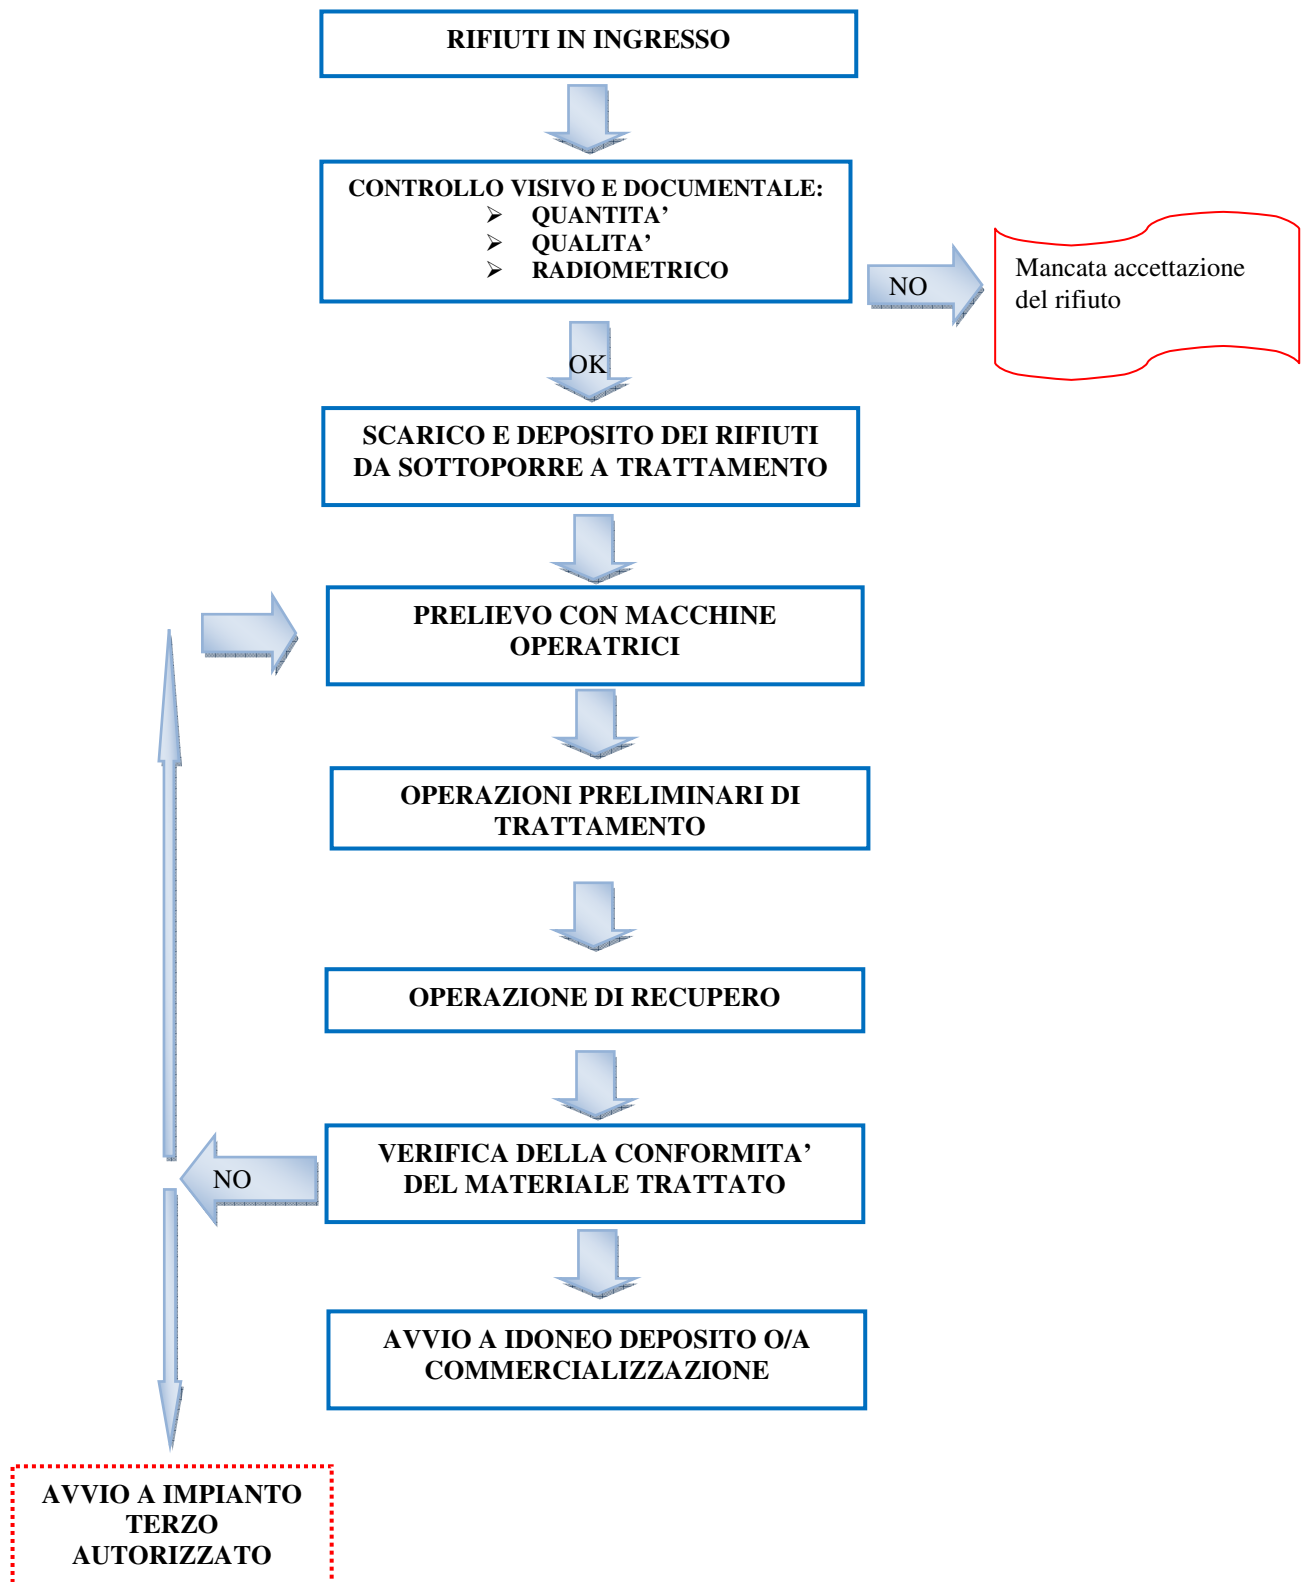 RIFIUTI IN INGRESSO
CONTROLLO VISIVO E DOCUMENTALE:
➢ QUANTITA’
➢ QUALITA’
➢ RADIOMETRICO
NO
Mancata accettazione
del rifiuto
OK
SCARICO E DEPOSITO DEI RIFIUTI
DA SOTTOPORRE A TRATTAMENTO
PRELIEVO CON MACCHINE
OPERATRICI
OPERAZIONI PRELIMINARI DI
TRATTAMENTO
OPERAZIONE DI RECUPERO
VERIFICA DELLA CONFORMITA’
DEL MATERIALE TRATTATO
NO
AVVIO A IDONEO DEPOSITO O/A
COMMERCIALIZZAZIONE
AVVIO A IMPIANTO
TERZO
AUTORIZZATO